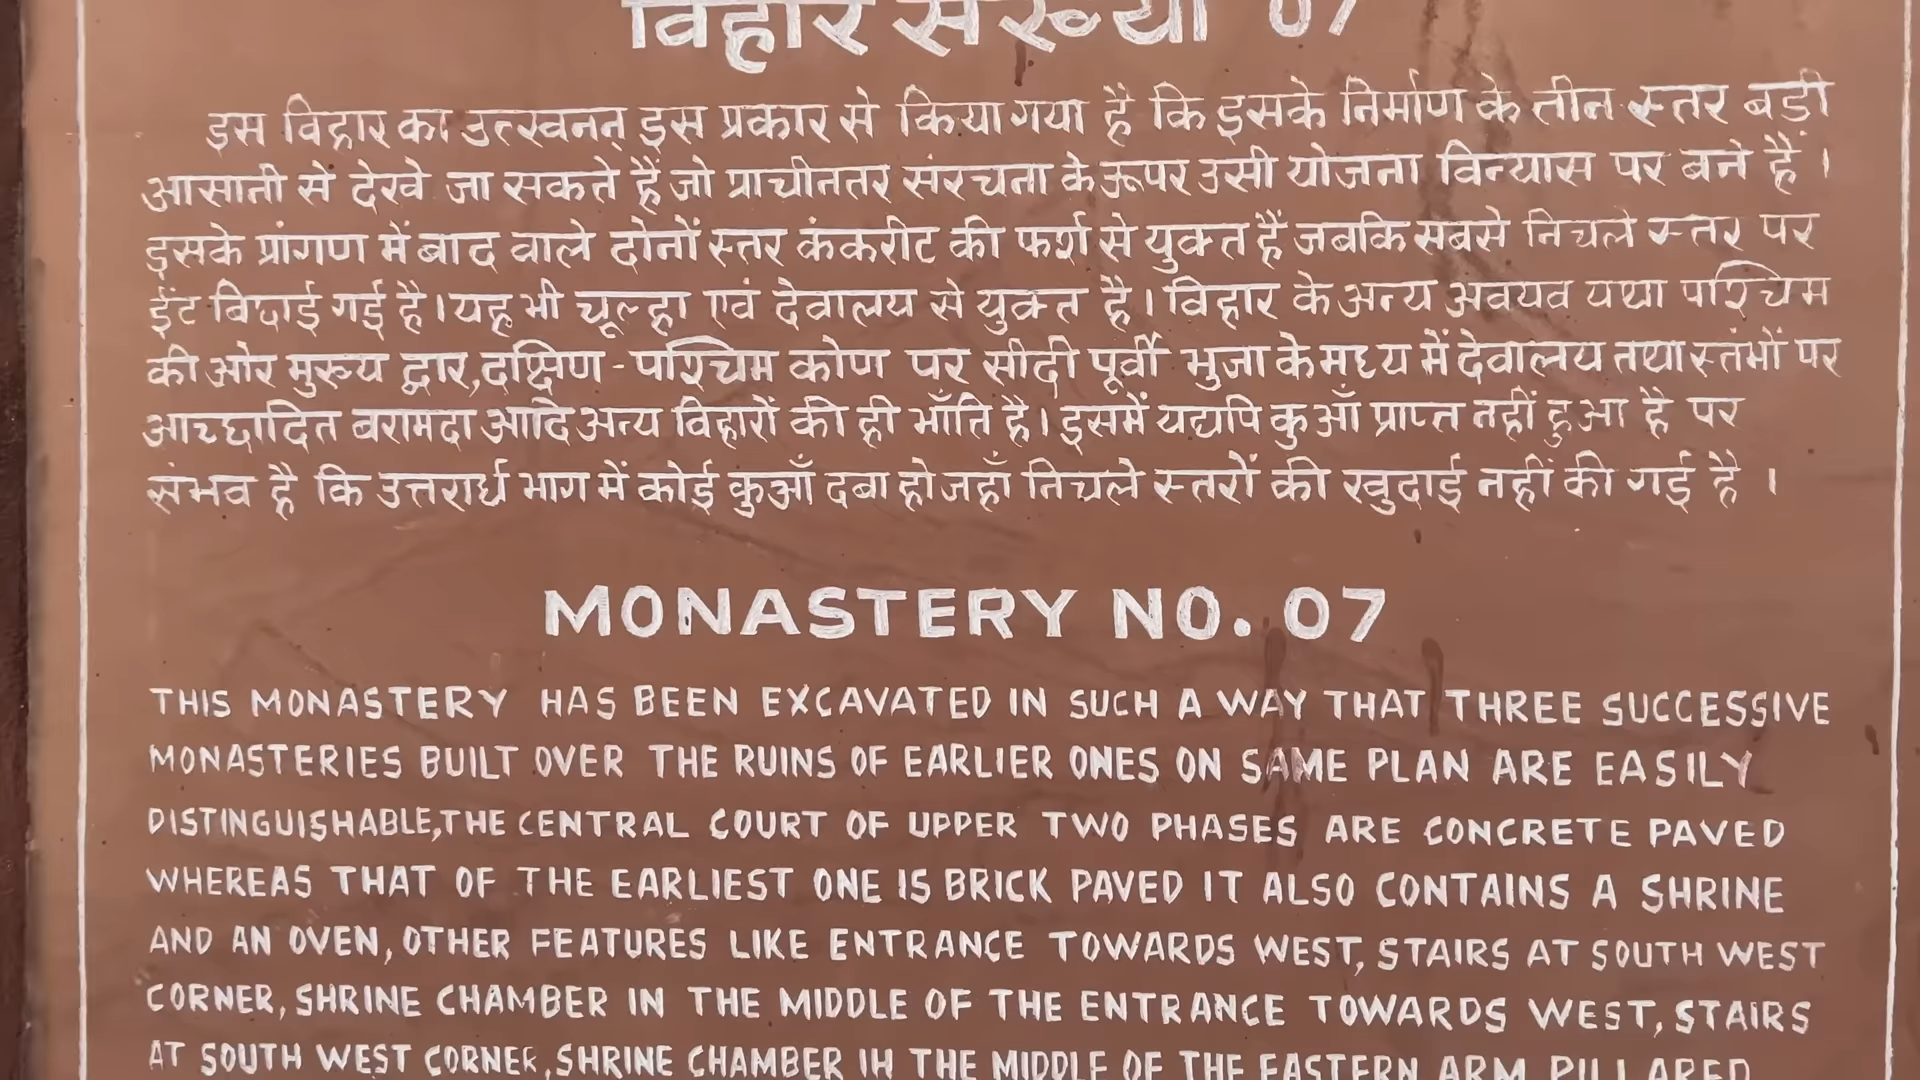 विहार संख्या 07
इस विहार का उत्खनन् इस प्रकार से किया गया है कि इसके निर्माण के तीन स्तर बड़ी
आसानी से देखे जा सकते हैं जो प्राचीनतर संरचना के ऊपर उसी योजना विन्यास पर बने हैं ।
इसके प्रांगण में बाद वाले दोनों स्तर कंकरीट की फर्श से युक्त हैं जबकि सबसे निचले स्तर पर
ईंट बिछाई गई है। यह भी चूल्हा एवं देवालय से युक्त है। विहार के अन्य अवयव यथा पश्चिम
की ओर मुख्य द्वार, दक्षिण - पश्चिम कोण पर सीढी पूर्वी भुजा के मध्य में देवालय तथा स्तंभों पर
आच्छादित बरामदा आदि अन्य विहारों की ही भाँति है। इसमें यद्यपि कुआँ प्राप्त नहीं हुआ है पर
संभव है कि उत्तरार्ध भाग में कोई कुआँ दबा हो जहाँ निचले स्तरों की खुदाई नहीं की गई है ।
MONASTERY NO. 07
THIS MONASTERY HAS BEEN EXCAVATED IN SUCH A WAY THAT THREE SUCCESSIVE
MONASTERIES BUILT OVER THE RUINS OF EARLIER ONES ON SAME PLAN ARE EASILY
DISTINGUISHABLE, THE CENTRAL COURT OF UPPER TWO PHASES ARE CONCRETE PAVED
WHEREAS THAT OF THE EARLIEST ONE IS BRICK PAVED IT ALSO CONTAINS A SHRINE
AND AN OVEN, OTHER FEATURES LIKE ENTRANCE TOWARDS WEST, STAIRS AT SOUTH WEST
CORNER, SHRINE CHAMBER IN THE MIDDLE OF THE ENTRANCE TOWARDS WEST, STAIRS
AT SOUTH WEST CORNER, SHRINE CHAMBER IN THE MIDDLE OF THE EASTERN ARM PILLARED